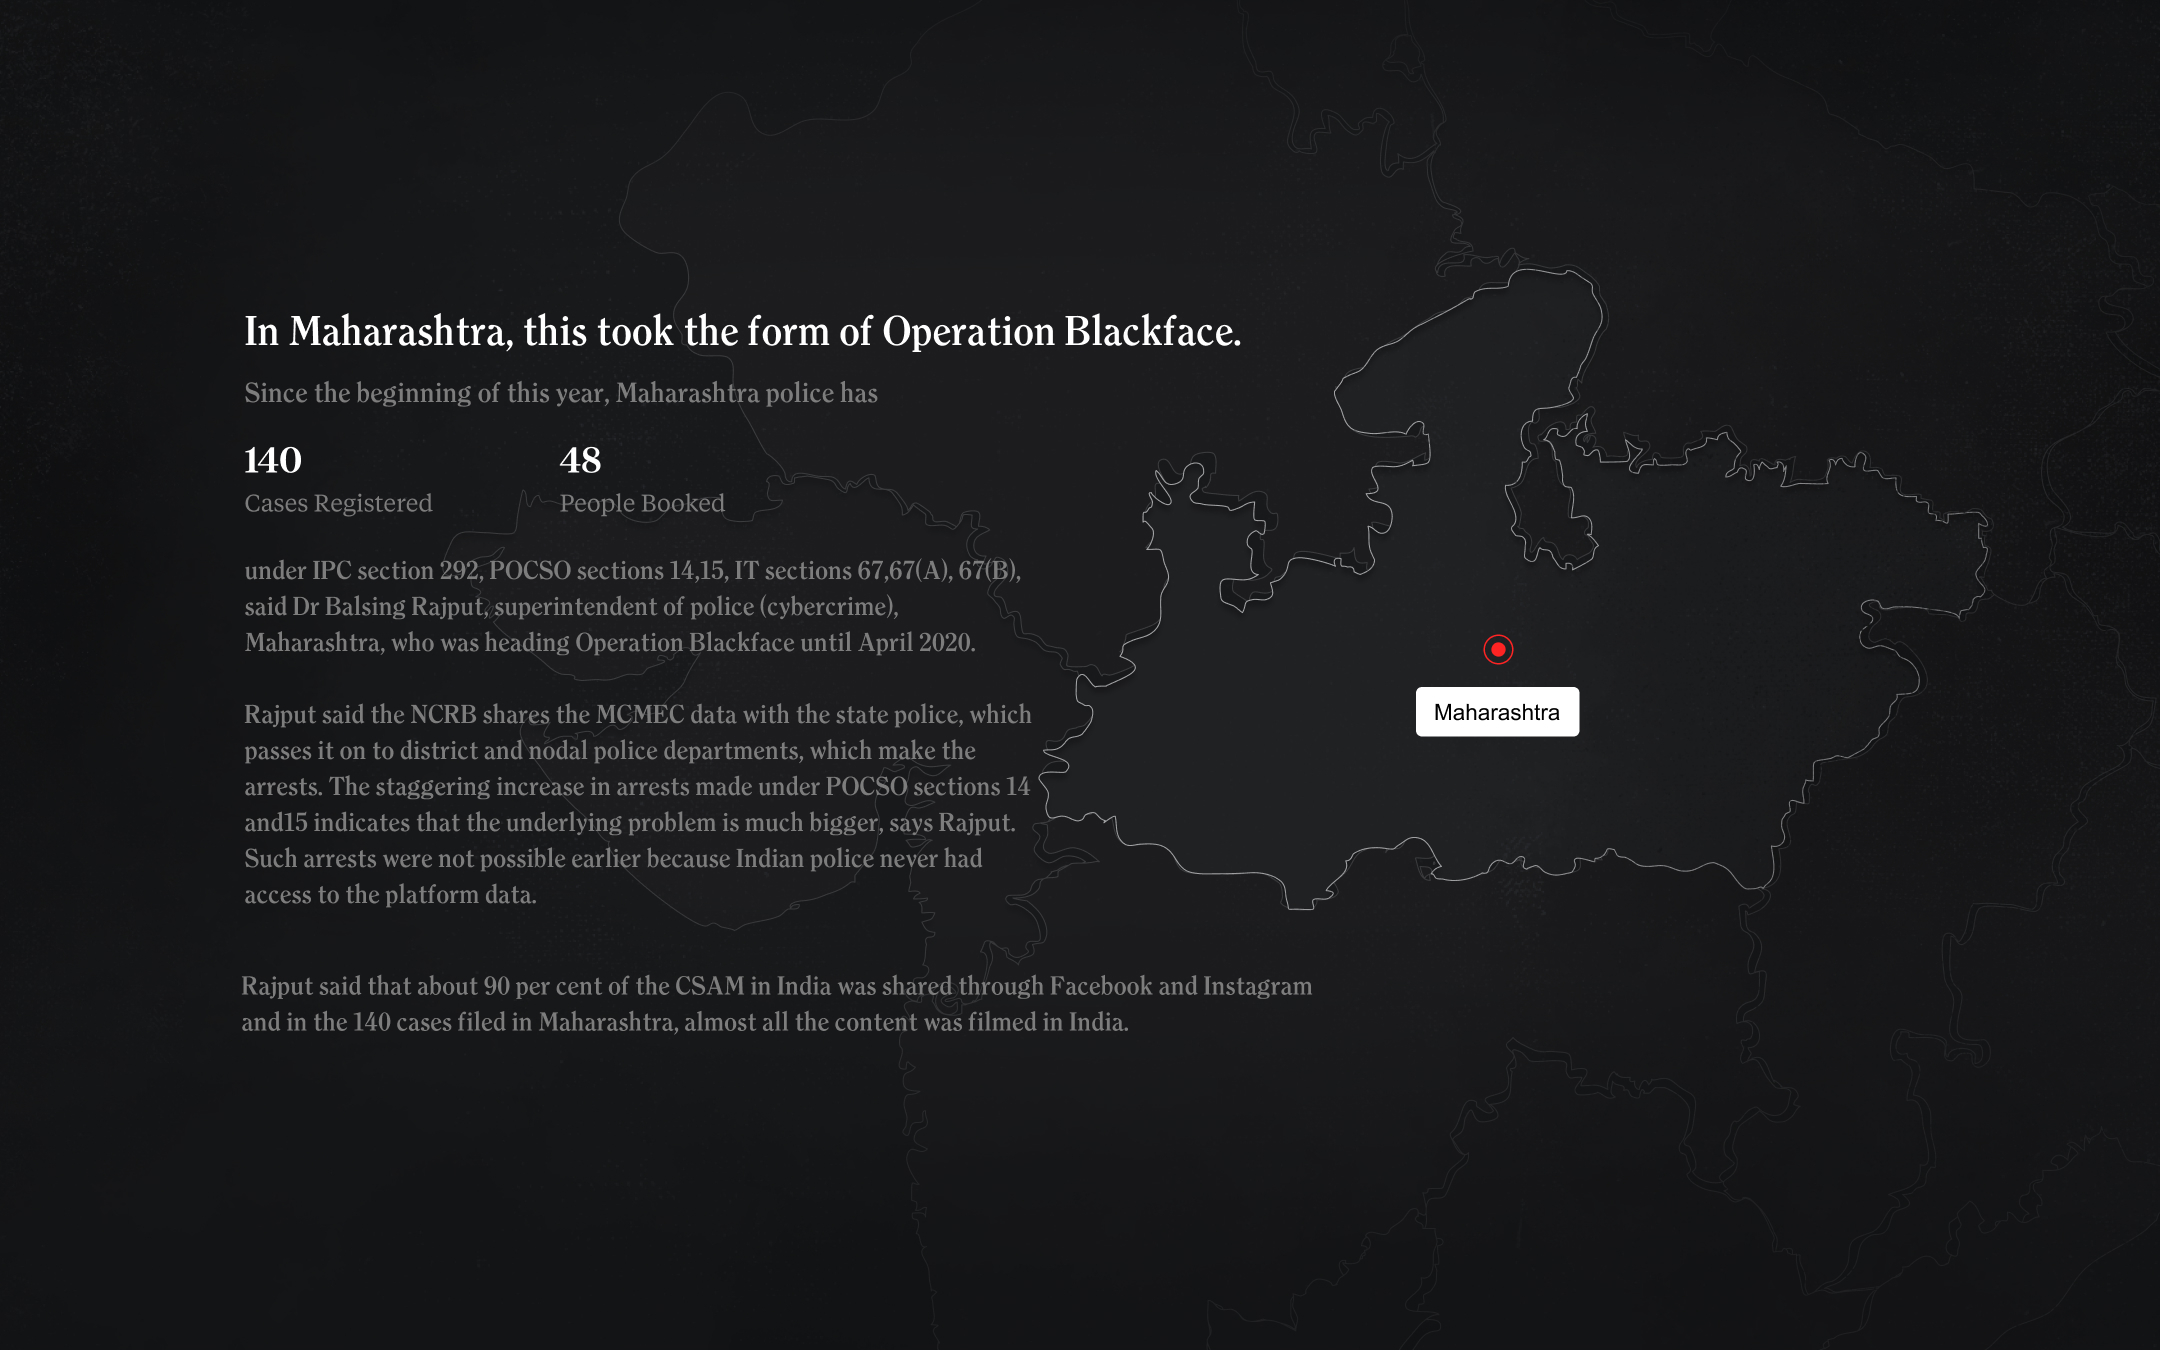 In Maharashtra, this took the form of Operation Blackface.
Since the beginning of this year, Maharashtra police has
140
Cases Registered
48
People Booked
under IPC section 292, POCSO sections 14,15, IT sections 67,67(A), 67(B),
said Dr Balsing Rajput, superintendent of police (cybercrime),
Maharashtra, who was heading Operation Blackface until April 2020.
Rajput said the NCRB shares the MCMEC data with the state police, which
passes it on to district and nodal police departments, which make the
arrests. The staggering increase in arrests made under POCSO sections 14
and15 indicates that the underlying problem is much bigger, says Rajput.
Such arrests were not possible earlier because Indian police never had
access to the platform data.
Rajput said that about 90 per cent of the CSAM in India was shared through Facebook and Instagram
and in the 140 cases filed in Maharashtra, almost all the content was filmed in India.
Maharashtra